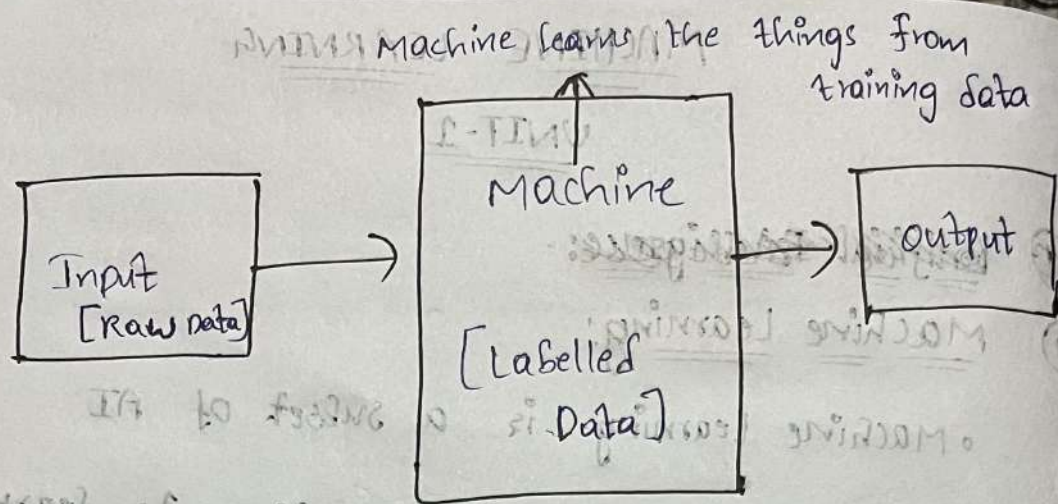 Machine learns the things from
training data
Machine
Input
[Raw Data]
[Labelled
Data]
Output